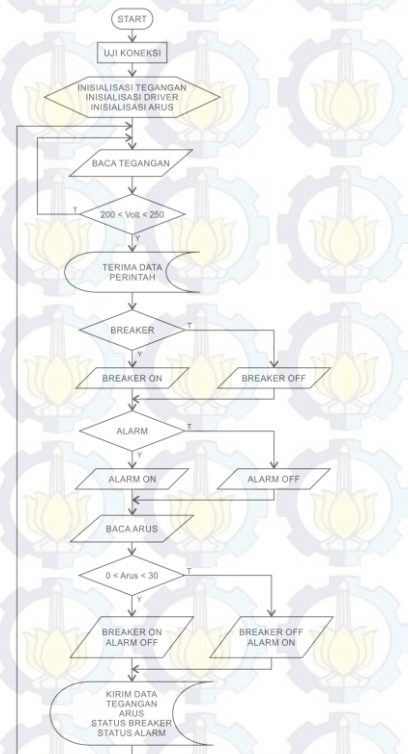 START
UJI KONEKSI
INISIALISASI TEGANGAN
INISIALISASI DRIVER
INISIALISASI ARUS
BACA TEGANGAN
T
200 < Volt < 250
Y
TERIMA DATA
PERINTAH
BREAKER
T
Y
BREAKER ON
BREAKER OFF
ALARM
T
Y
ALARM ON
ALARM OFF
BACA ARUS
0 < Arus < 30
T
Y
BREAKER ON
ALARM OFF
BREAKER OFF
ALARM ON
KIRIM DATA
TEGANGAN
ARUS
STATUS BREAKER
STATUS ALARM